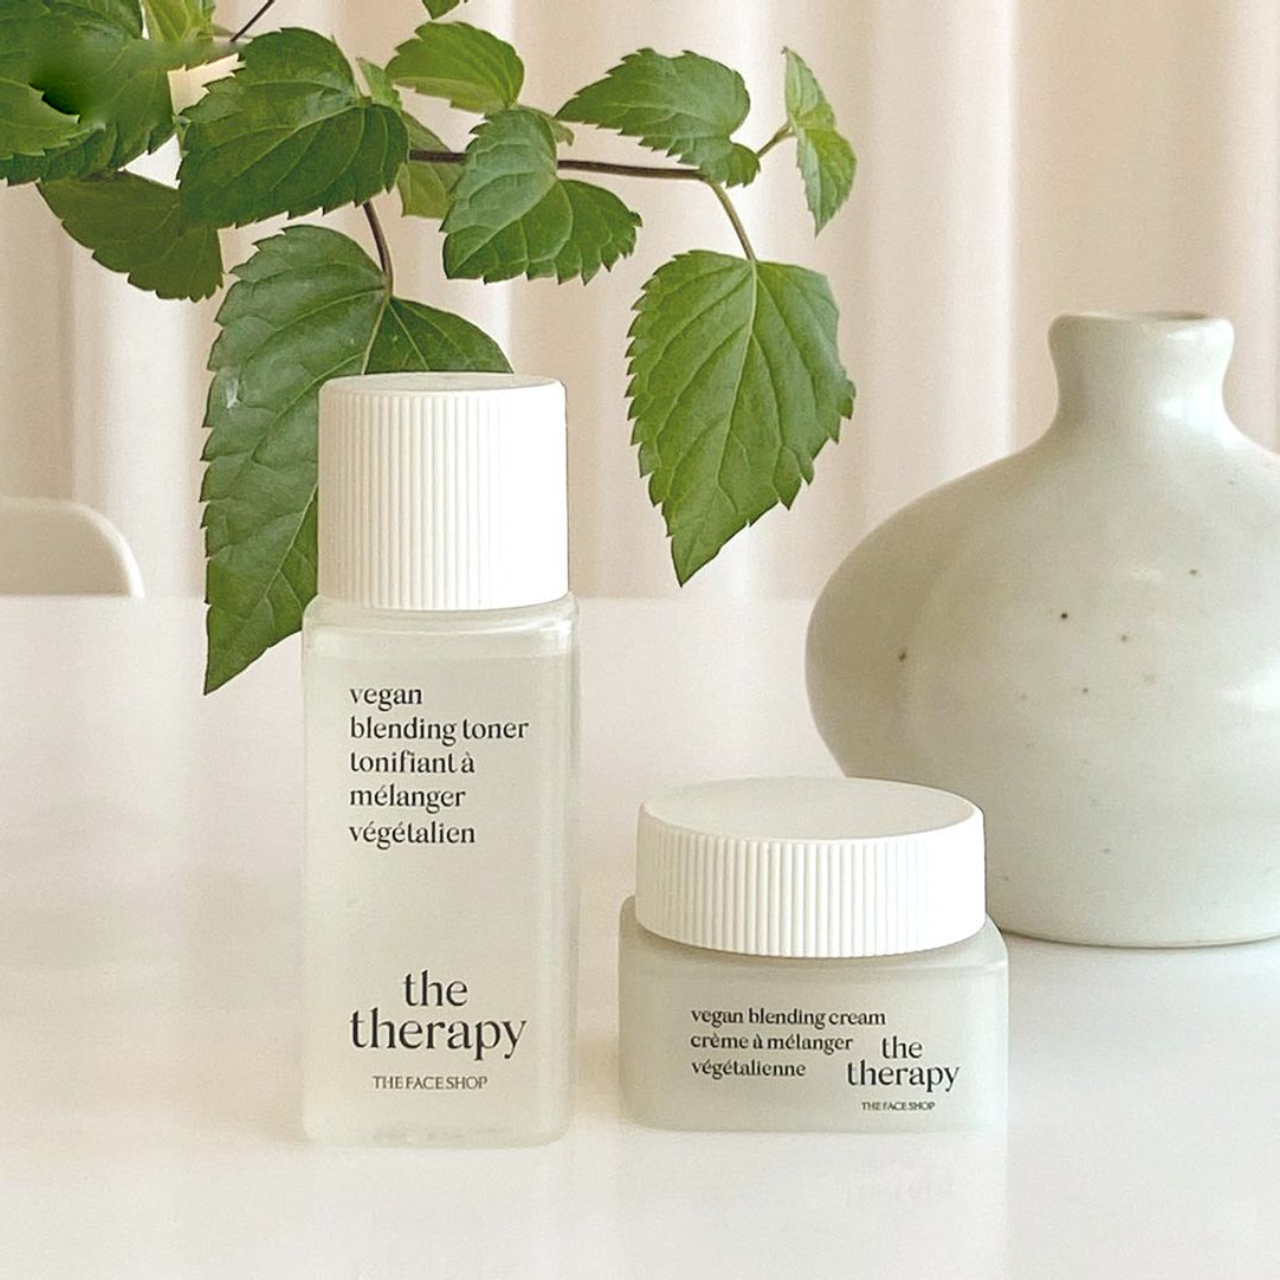 vegan
blending toner
tonifiant à
mélanger
végétalien
the
therapy
THE FACE SHOP
vegan blending cream
crème à mélanger
végétalienne
the
therapy
THE FACE SHOP